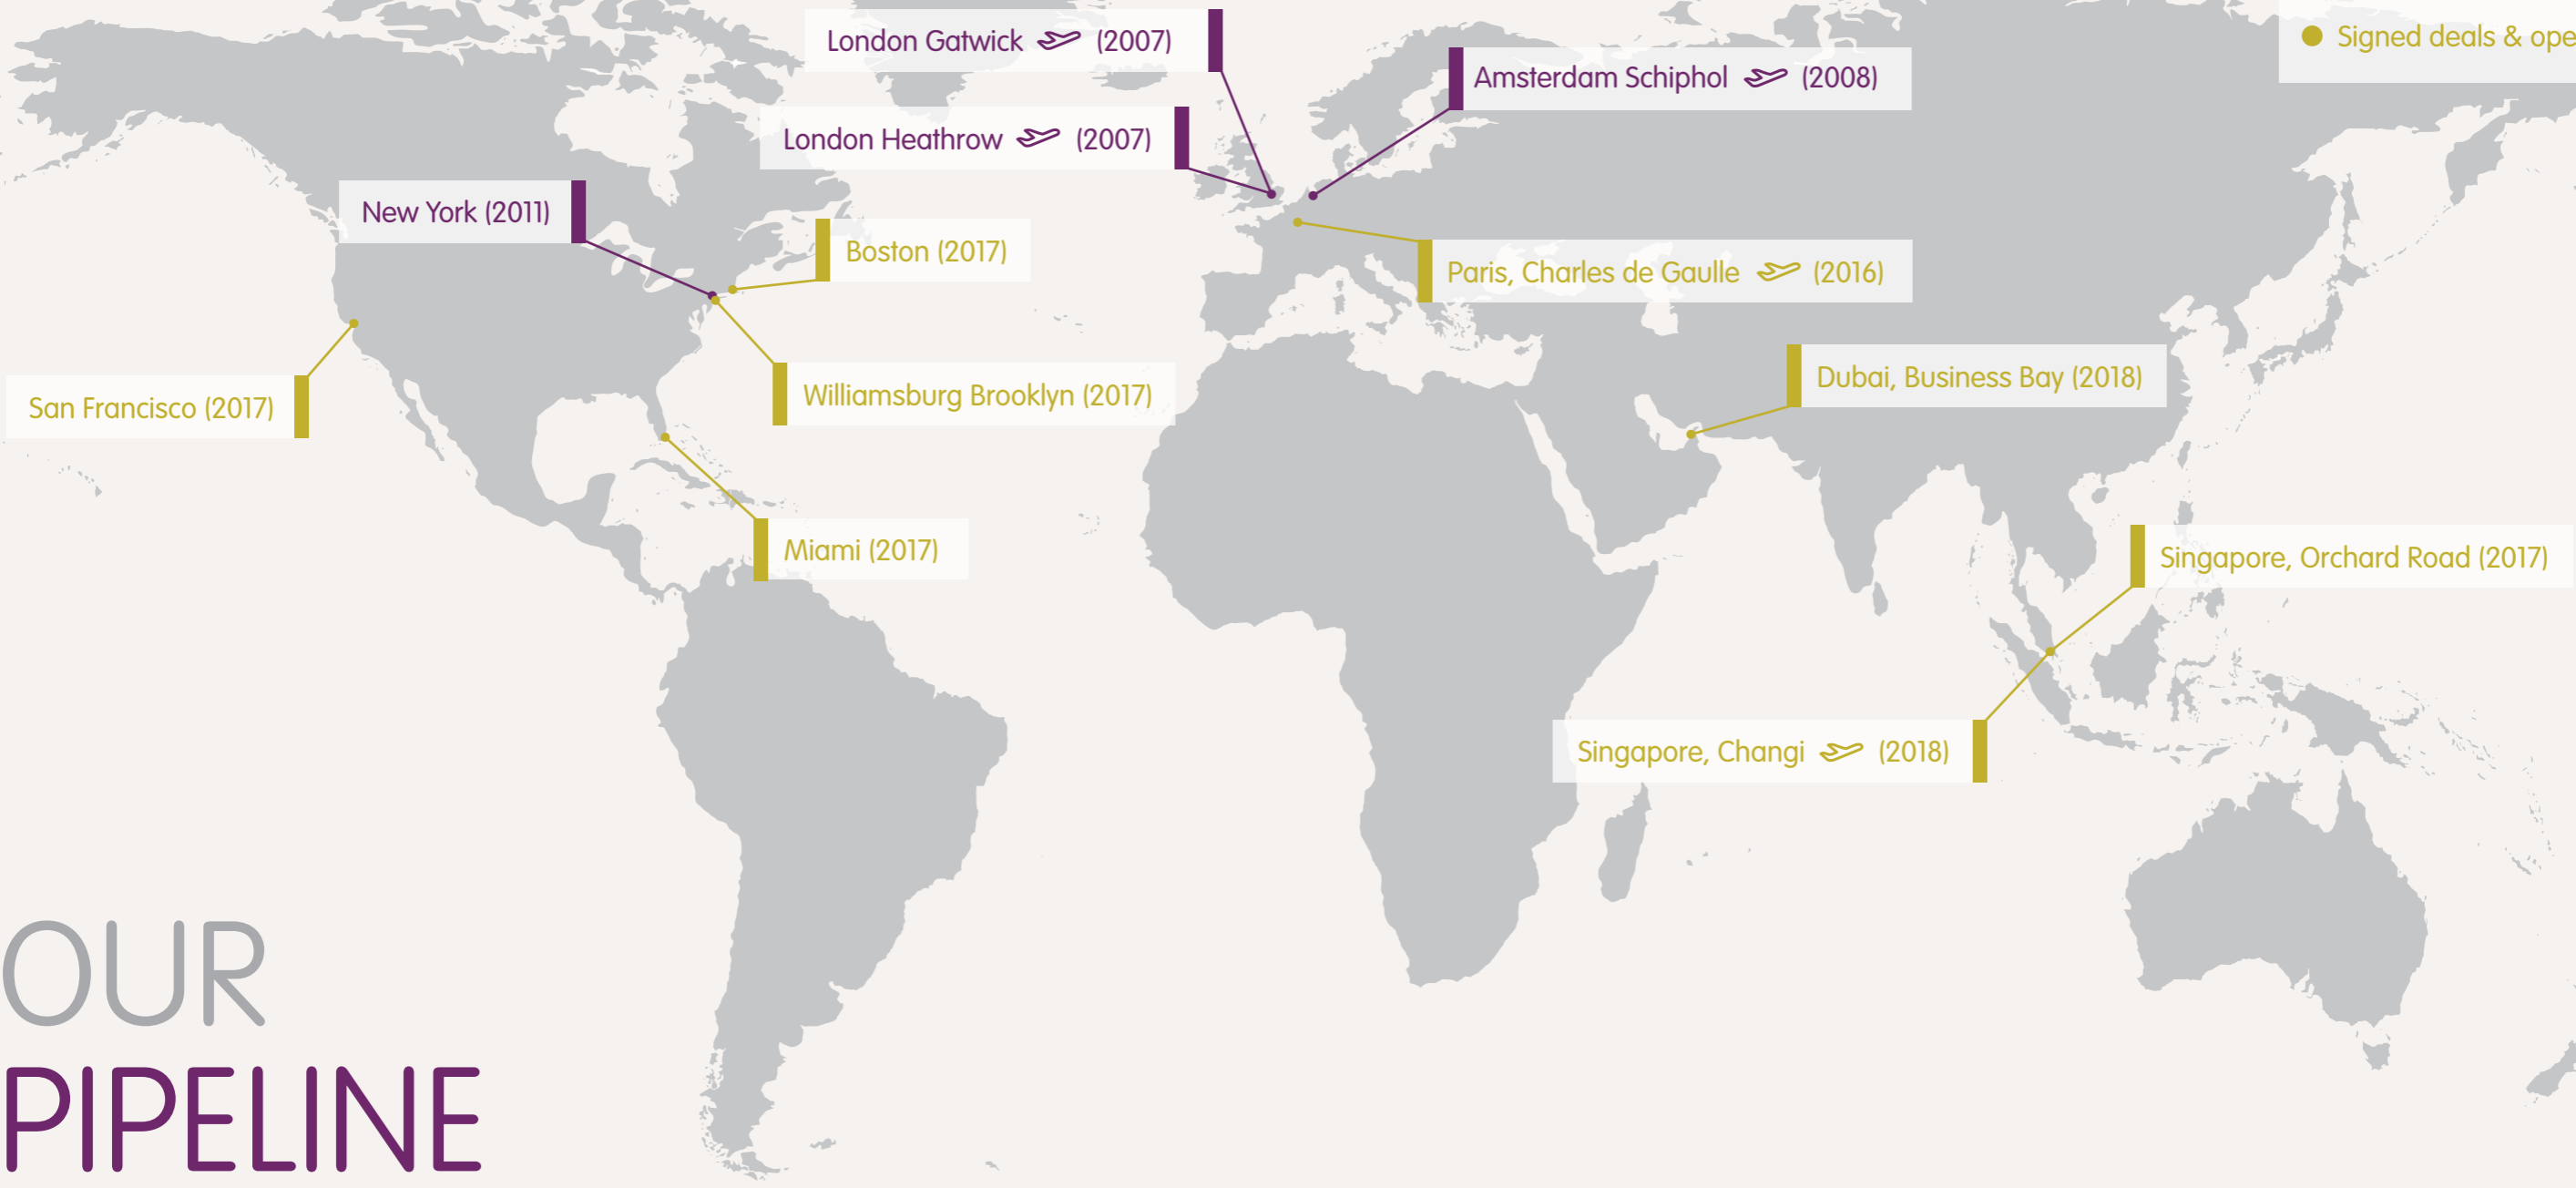 London Gatwick (2007)
Signed deals &
Amsterdam Schiphol (2008)
London Heathrow (2007)
New York (2011)
Boston (2017)
Paris, Charles de Gaulle (2016)
Dubai, Business Bay (2018)
San Francisco (2017)
Williamsburg Brooklyn (2017)
Miami (2017)
Singapore, Orchard Road (2017)
Singapore, Changi (2018)
OUR
PIPELINE